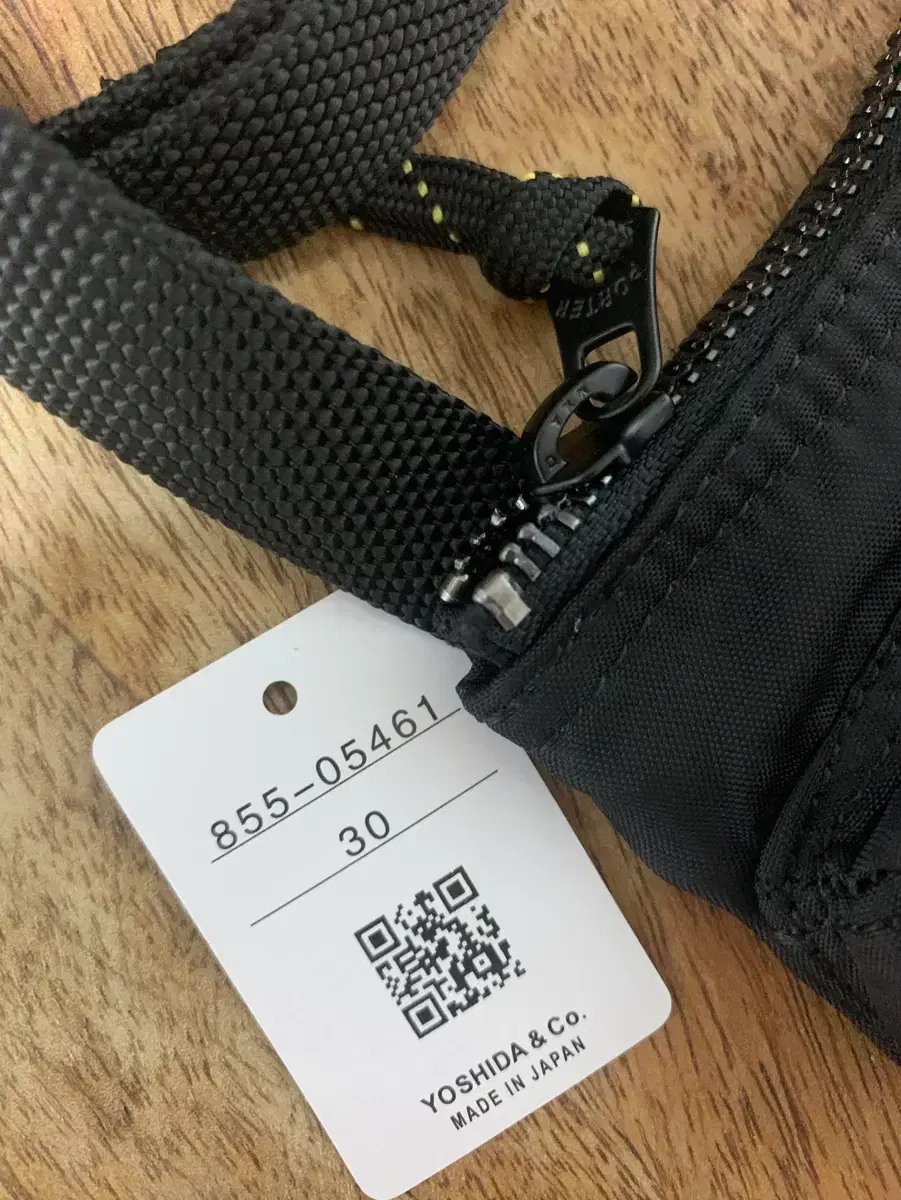 PORTER
855-05461
30
YOSHIDA & Co.
MADE IN JAPAN